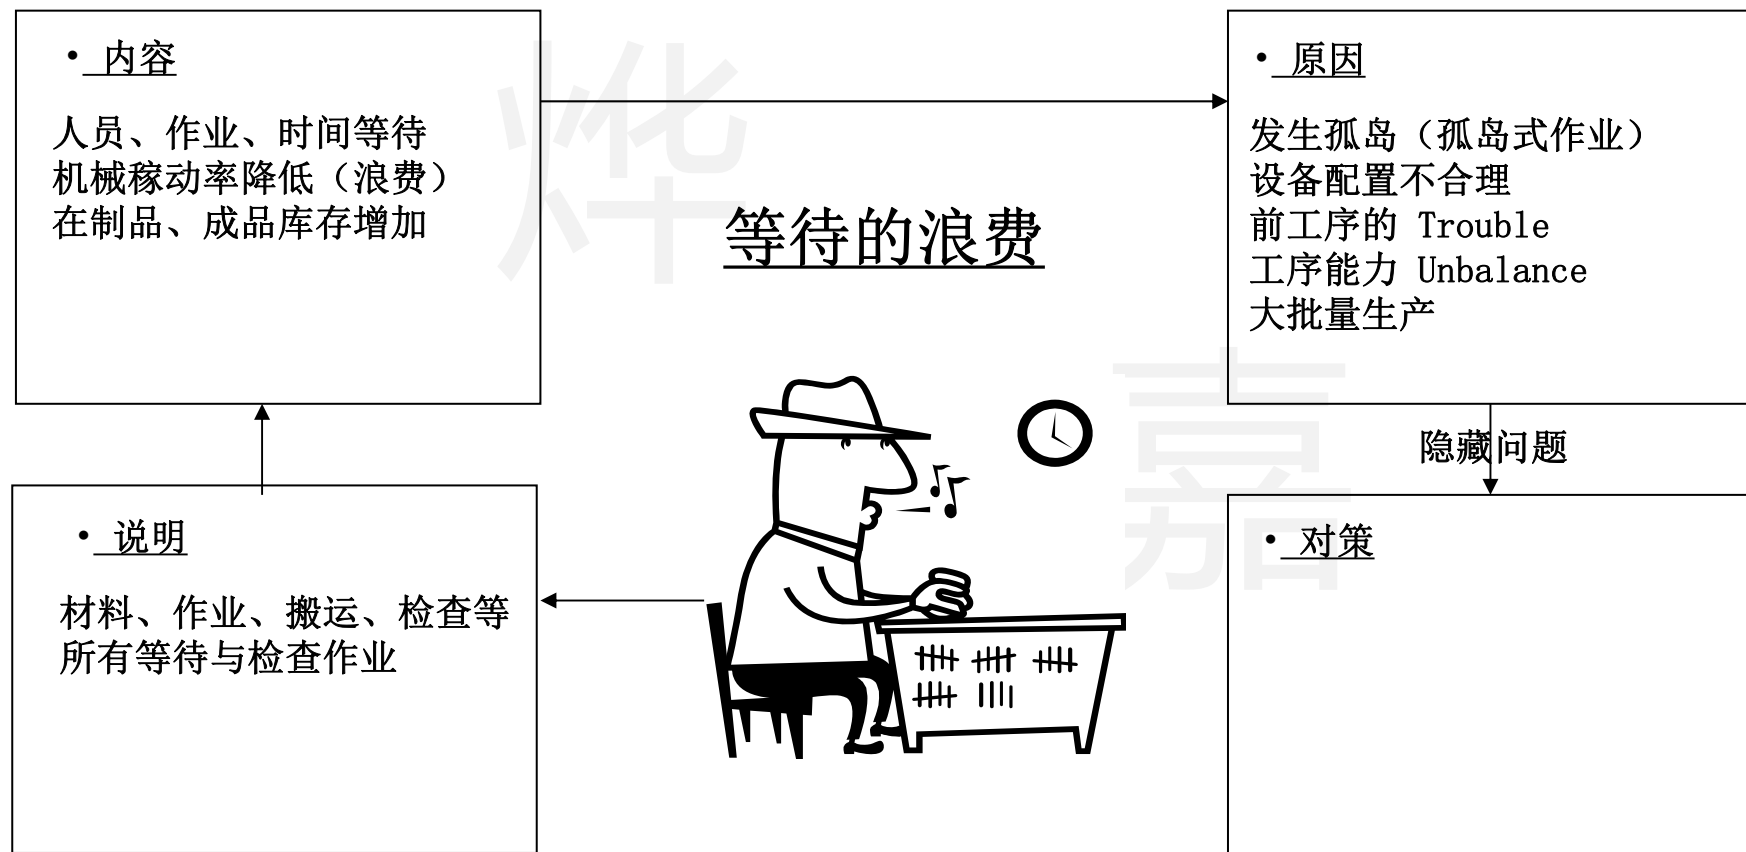 • 内容
人员、作业、时间等待
机械稼动率降低（浪费）
在制品、成品库存增加
• 原因
发生孤岛（孤岛式作业）
设备配置不合理
前工序的 Trouble
工序能力 Unbalance
大批量生产
等待的浪费
隐藏问题
• 说明
材料、作业、搬运、检查等
所有等待与检查作业
• 对策
烨
嘉